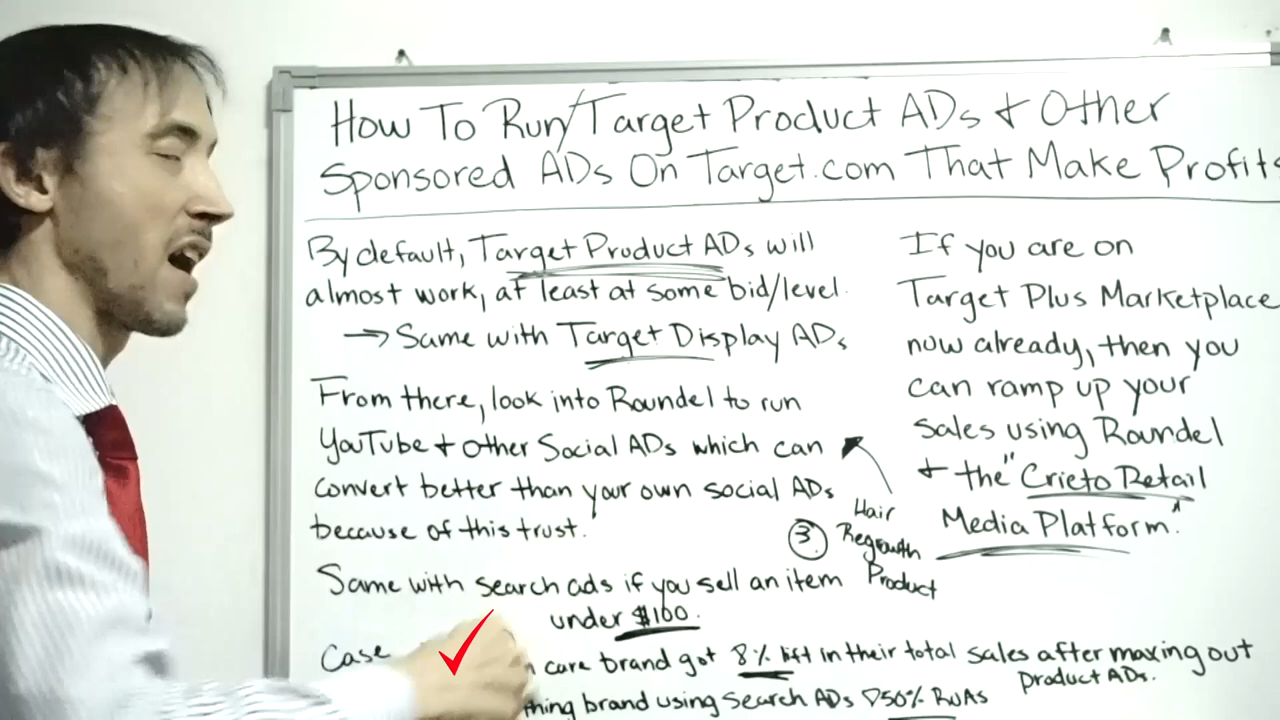 How To Run/Target Product ADs + Other
Sponsored ADs On Target.com That Make Profits
By default, Target Product ADs will
almost work, at least at some bid/level.
→ Same with Target Display ADs
From there, look into Roundel to run
YouTube + other Social ADs which can
convert better than your own social ADs
because of this trust.
Same with search ads if you sell an item
under $100.
3.
Hair
Regrowth
Product
If you are on
Target Plus Marketplace
now already, then you
can ramp up your
sales using Roundel
+ the "Crieto Retail
Media Platform."
Case
care brand got 8% lift in their total sales after maxing out
product ADs.
brand using Search ADs 750% RoAs